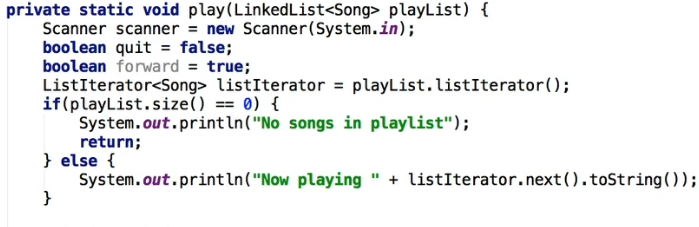 private static void play(LinkedList<Song> playList) {
    Scanner scanner = new Scanner(System.in);
    boolean quit = false;
    boolean forward = true;
    ListIterator<Song> listIterator = playList.listIterator();
    if(playList.size() == 0) {
        System.out.println("No songs in playlist");
        return;
    } else {
        System.out.println("Now playing " + listIterator.next().toString());
    }